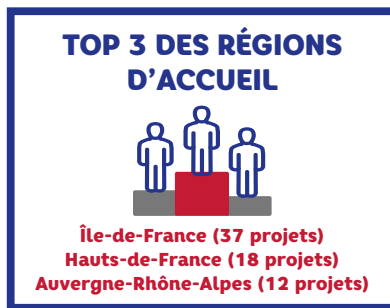 TOP 3 DES RÉGIONS
D'ACCUEIL
Île-de-France (37 projets)
Hauts-de-France (18 projets)
Auvergne-Rhône-Alpes (12 projets)